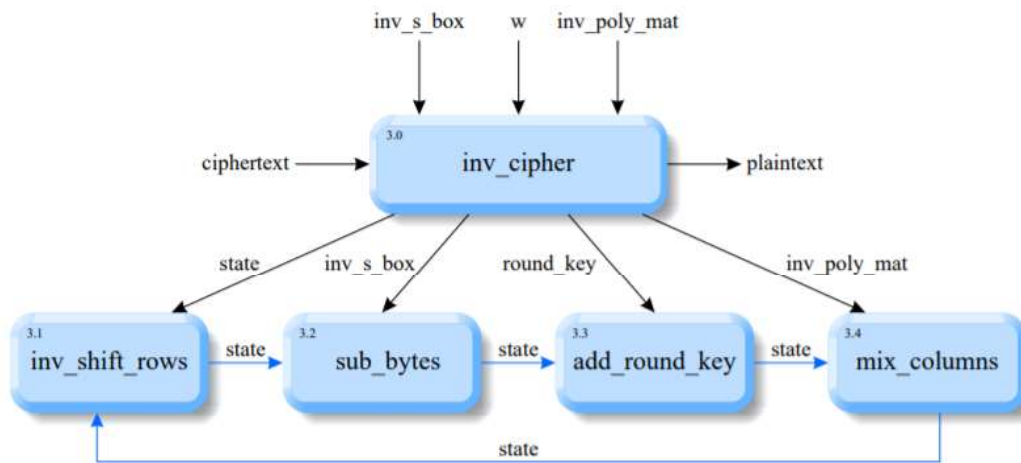 inv_s_box w inv_poly_mat
3.0
ciphertext inv_cipher plaintext
state inv_s_box round_key inv_poly_mat
3.1 3.2 3.3 3.4
inv_shift_rows state sub_bytes state add_round_key state mix_columns
state